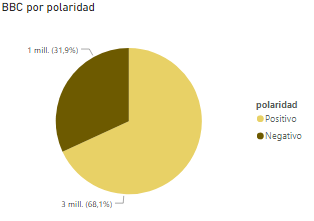 BBC por polaridad
1 mill. (31,9%)
polaridad
Positivo
Negativo
3 mill. (68,1%)